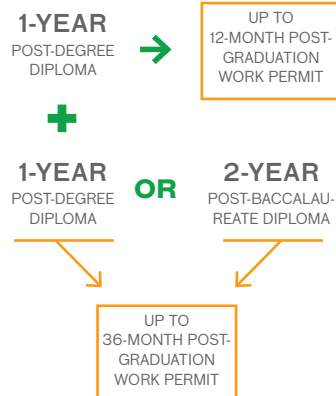 1-YEAR
POST-DEGREE
DIPLOMA
UP TO
12-MONTH POST-
GRADUATION
WORK PERMIT
+
1-YEAR
POST-DEGREE
DIPLOMA
OR
2-YEAR
POST-BACCALAU-
REATE DIPLOMA
UP TO
36-MONTH POST-
GRADUATION
WORK PERMIT